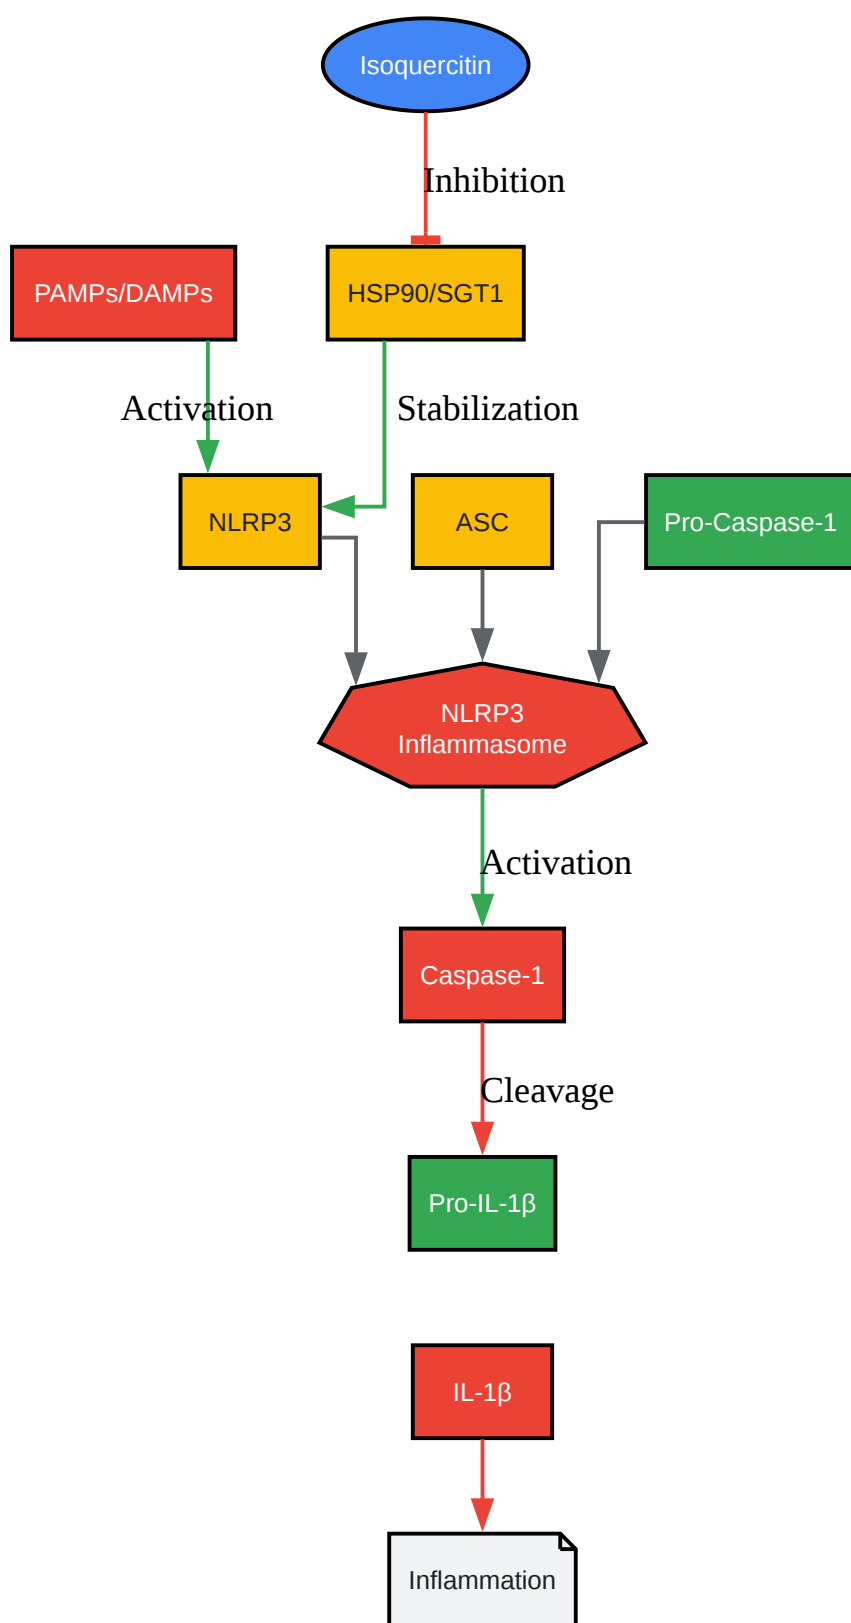 Isoquercitin
Inhibition
PAMPs/DAMPs
HSP90/SGT1
Activation
Stabilization
NLRP3
ASC
Pro-Caspase-1
NLRP3
Inflammasome
Activation
Caspase-1
Cleavage
Pro-IL-1β
IL-1β
Inflammation